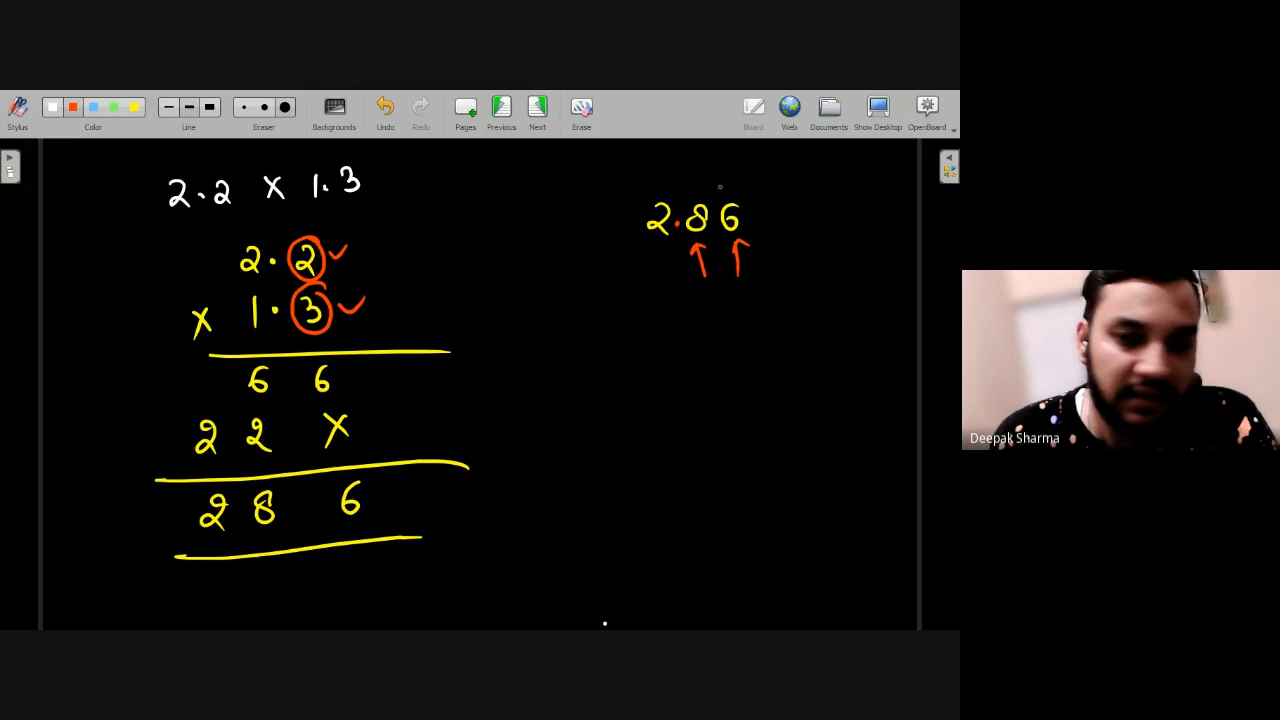 Stylus Color Line Eraser Backgrounds Undo Redo Pages Previous Next Erase Board Web Documents Show Desktop OpenBoard
2.2 x 1.3
2.2
x 1.3
6 6
2 2 x
2 8 6
2.86
Deepak Sharma